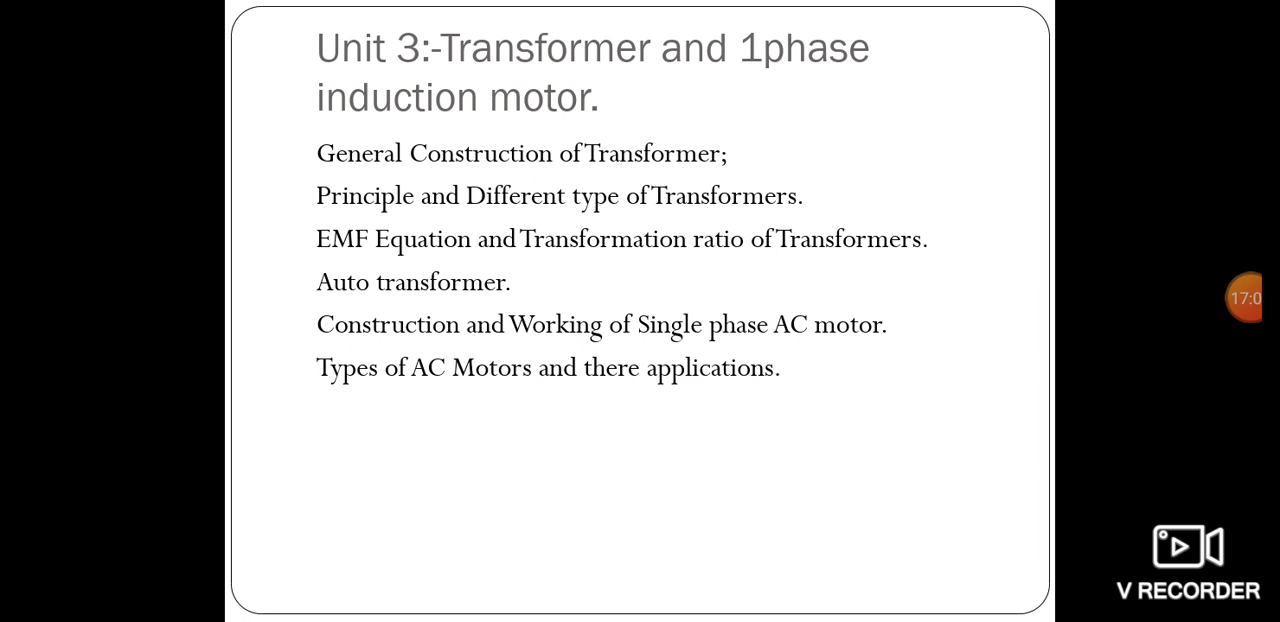 Unit 3:-Transformer and 1phase
induction motor.
General Construction of Transformer;
Principle and Different type of Transformers.
EMF Equation and Transformation ratio of Transformers.
Auto transformer.
Construction and Working of Single phase AC motor.
Types of AC Motors and there applications.
17:0
V RECORDER